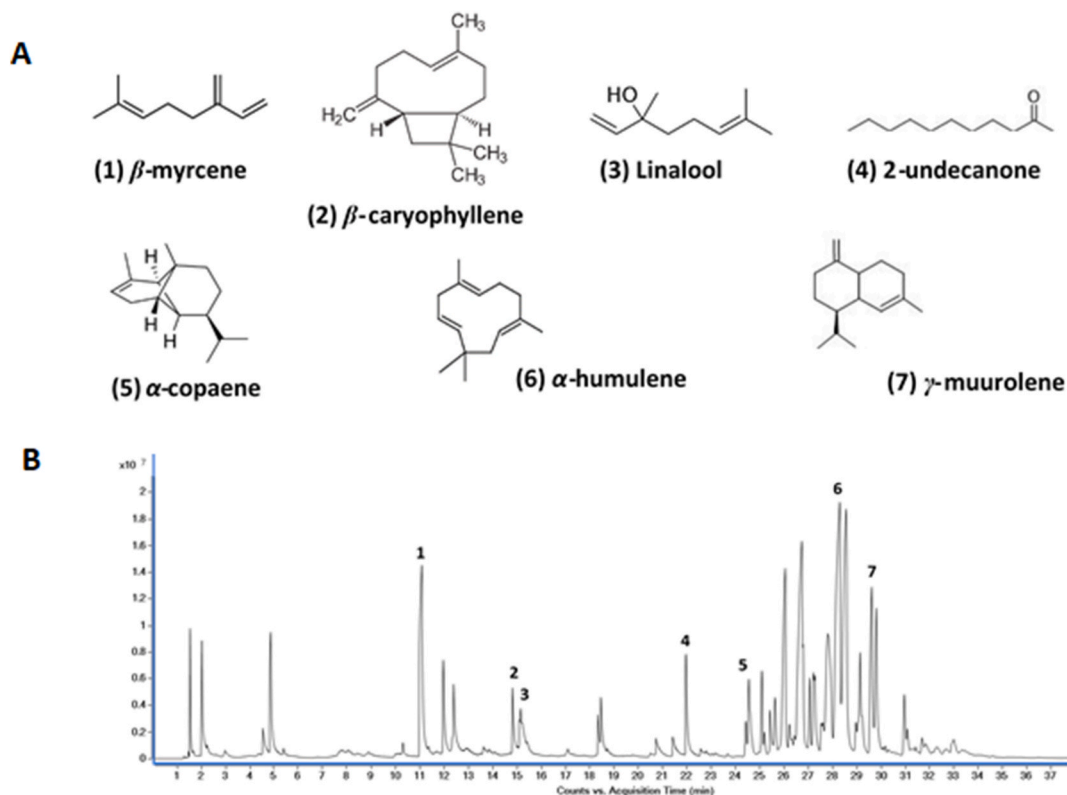 A
CH₃
H₂C
H
H
CH₃
CH₃
HO
O
(1) β-myrcene
(2) β-caryophyllene
(3) Linalool
(4) 2-undecanone
H
H
H
(5) α-copaene
(6) α-humulene
(7) γ-muurolene
B
x10 7
2
1.8
1.6
1.4
1.2
1
0.8
0.6
0.4
0.2
0
1
2
3
4
5
6
7
1 2 3 4 5 6 7 8 9 10 11 12 13 14 15 16 17 18 19 20 21 22 23 24 25 26 27 28 29 30 31 32 33 34 35 36 37
Counts vs. Acquisition Time (min)